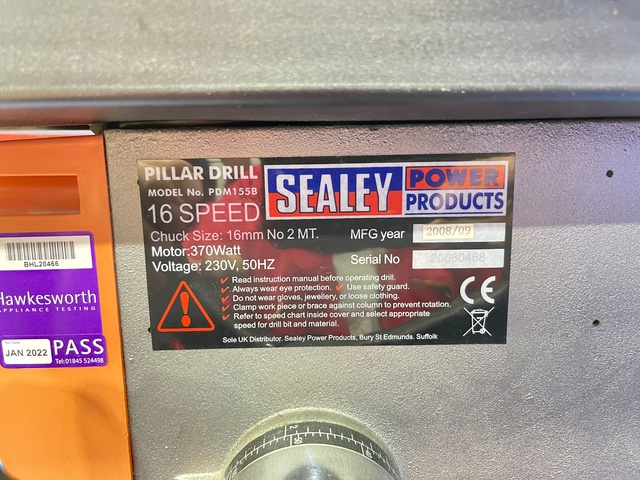 PILLAR DRILL
MODEL No. PDM155B
16 SPEED
SEALEY
POWER
PRODUCTS
Chuck Size: 16mm No 2 MT.
MFG year 2008/09
Motor:370Watt
Voltage: 230V, 50HZ
Serial No 20080466
Read instruction manual before operating drill.
Always wear eye protection. Use safety guard.
Do not wear gloves, jewellery, or loose clothing.
Clamp work piece or brace against column to prevent rotation.
Refer to speed chart inside cover and select appropriate
speed for drill bit and material.
CE
Sole UK Distributor. Sealey Power Products, Bury St Edmunds. Suffolk
BHL28466
Hawkesworth
APPLIANCE TESTING
JAN 2022
PASS
Tel:01845 524498